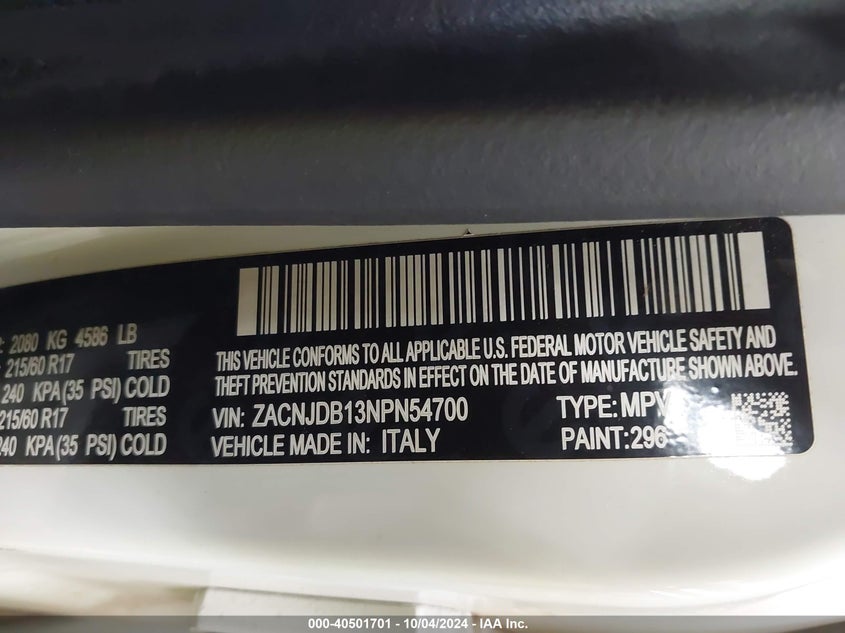 : 2080 KG 4586 LB
215/60 R17 TIRES
240 KPA(35 PSI) COLD
215/60 R17 TIRES
240 KPA(35 PSI) COLD
THIS VEHICLE CONFORMS TO ALL APPLICABLE U.S. FEDERAL MOTOR VEHICLE SAFETY AND
THEFT PREVENTION STANDARDS IN EFFECT ON THE DATE OF MANUFACTURE SHOWN ABOVE.
VIN: ZACNJDB13NPN54700 TYPE: MPV
VEHICLE MADE IN: ITALY PAINT: 296
000-40501701 - 10/04/2024 - IAA Inc.